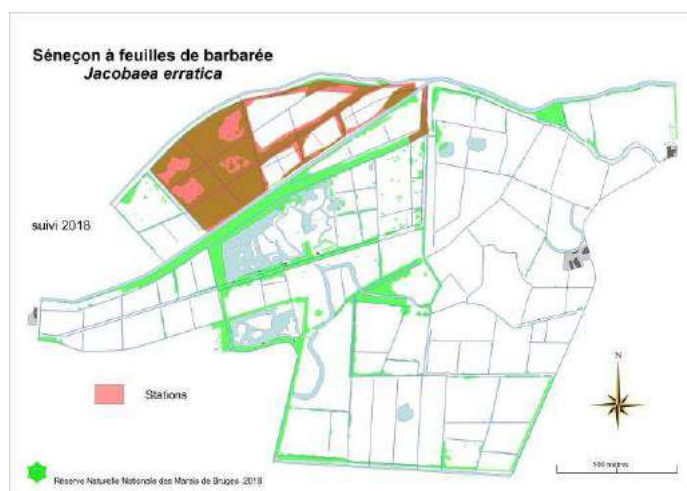 Séneçon à feuilles de barbarée
Jacobaea erratica
suivi 2018
Stations
N
500 mètres
Réserve Naturelle Nationale des Marais de Bruges .2018